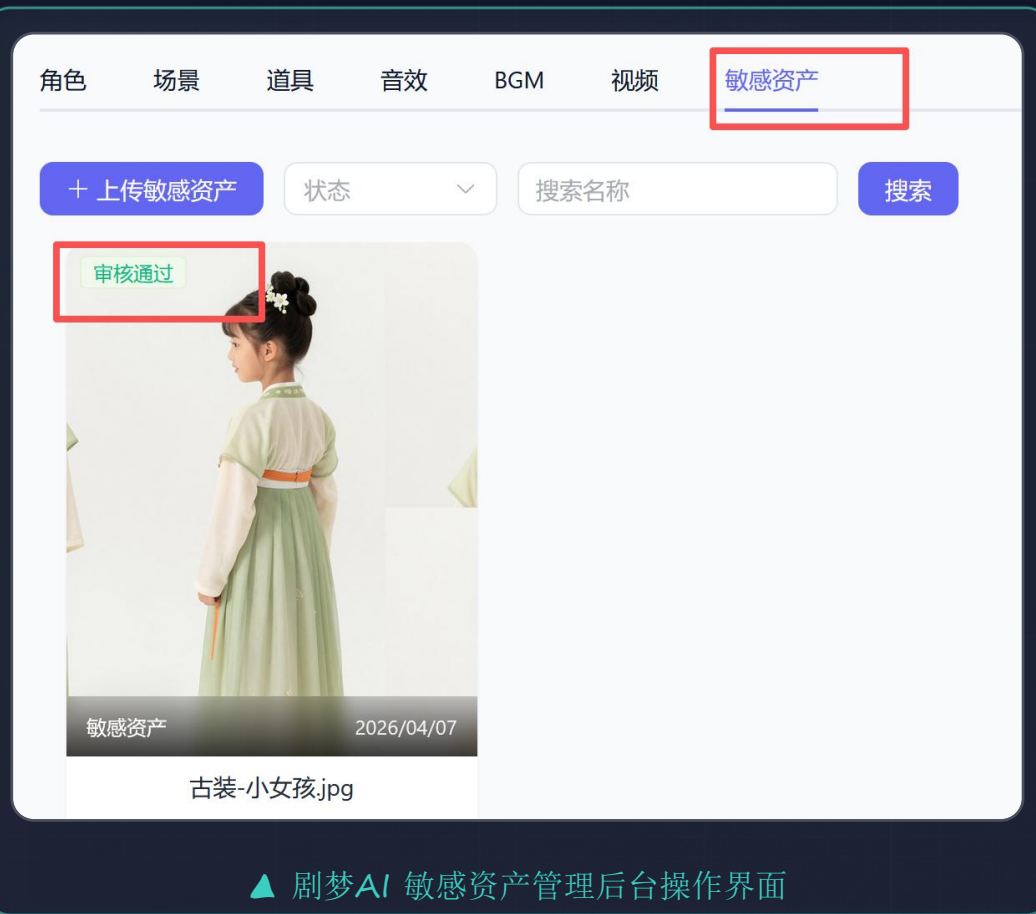 角色 场景 道具 音效 BGM 视频 敏感资产
+ 上传敏感资产 状态 搜索名称 搜索
审核通过
敏感资产 2026/04/07
古装-小女孩.jpg
▲ 剧梦AI 敏感资产管理后台操作界面